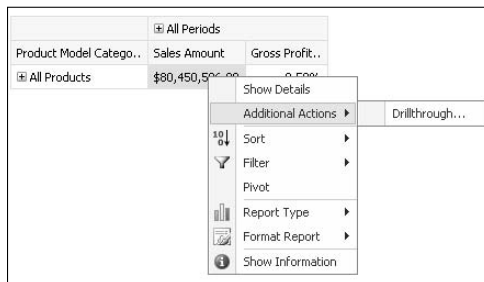 All Periods
Product Model Catego.. Sales Amount Gross Profit..
All Products
Show Details
Additional Actions Drillthrough...
Sort
Filter
Pivot
Report Type
Format Report
Show Information